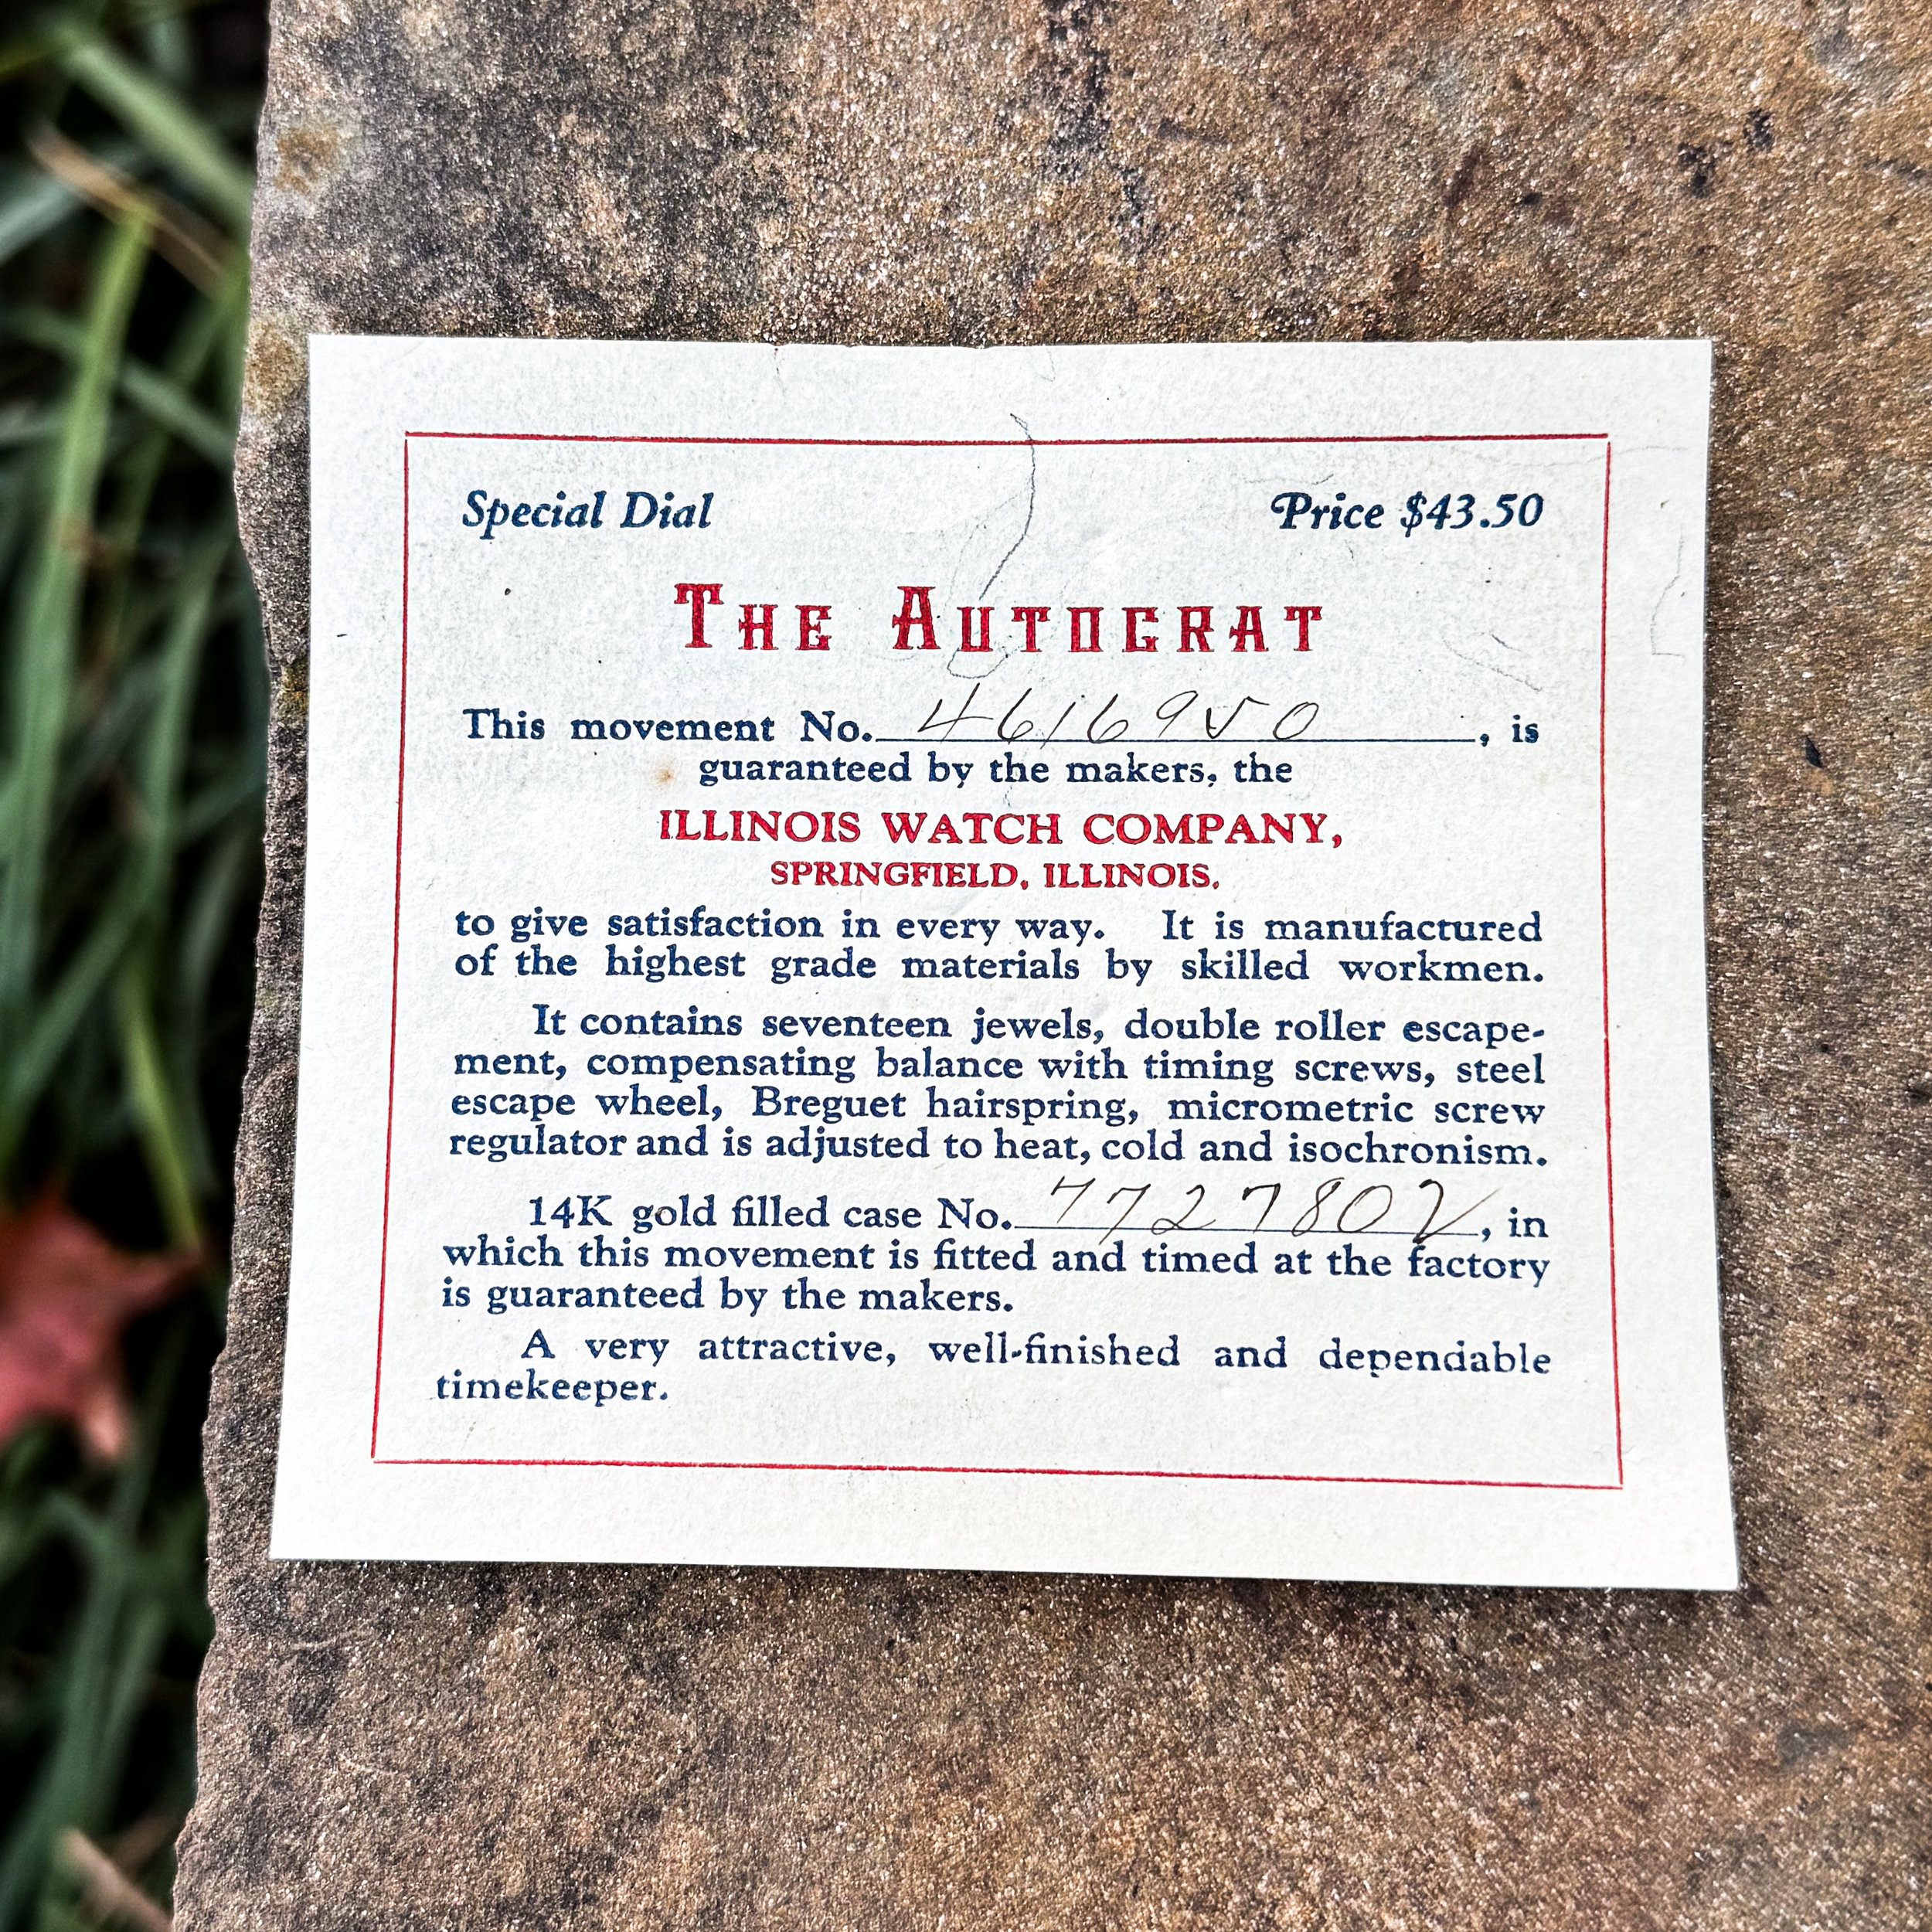 Special Dial Price $43.50
THE AUTOCRAT
This movement No. 4616950, is
guaranteed by the makers, the
ILLINOIS WATCH COMPANY,
SPRINGFIELD, ILLINOIS,
to give satisfaction in every way. It is manufactured
of the highest grade materials by skilled workmen.
It contains seventeen jewels, double roller escape-
ment, compensating balance with timing screws, steel
escape wheel, Breguet hairspring, micrometric screw
regulator and is adjusted to heat, cold and isochronism.
14K gold filled case No. 7727802, in
which this movement is fitted and timed at the factory
is guaranteed by the makers.
A very attractive, well-finished and dependable
timekeeper.